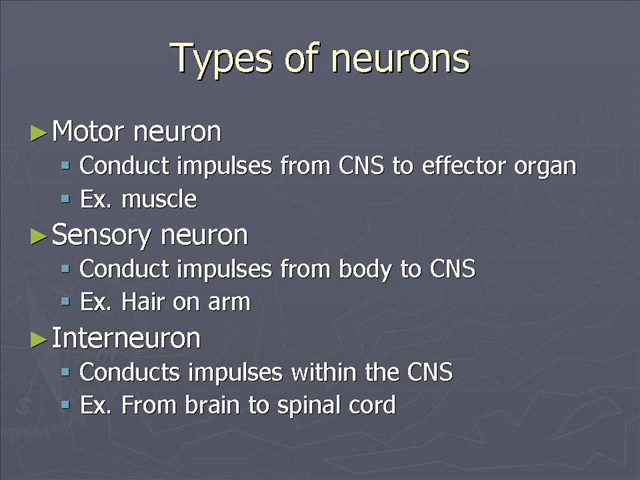 Types of neurons
► Motor neuron
▪ Conduct impulses from CNS to effector organ
▪ Ex. muscle
► Sensory neuron
▪ Conduct impulses from body to CNS
▪ Ex. Hair on arm
► Interneuron
▪ Conducts impulses within the CNS
▪ Ex. From brain to spinal cord
S